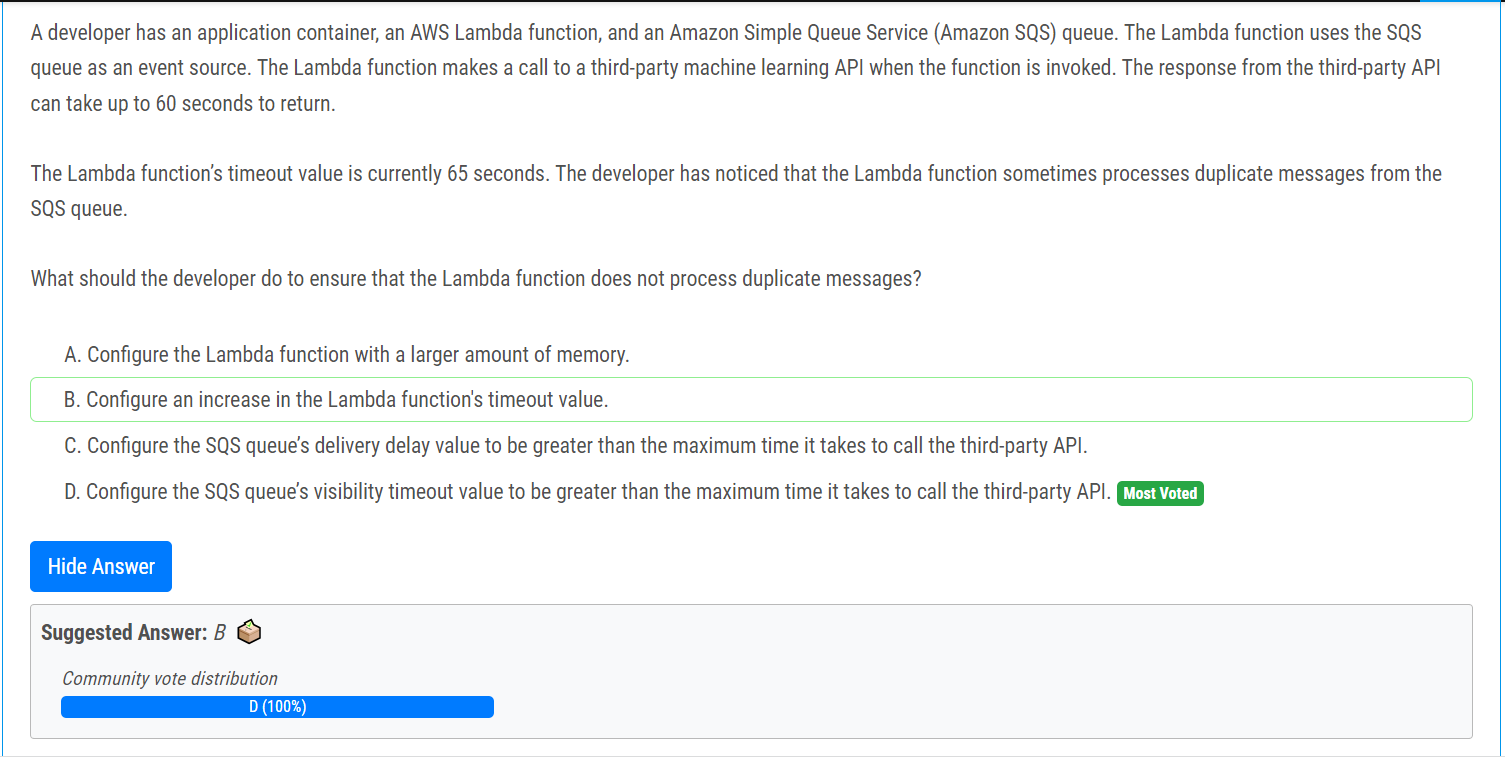 A developer has an application container, an AWS Lambda function, and an Amazon Simple Queue Service (Amazon SQS) queue. The Lambda function uses the SQS
queue as an event source. The Lambda function makes a call to a third-party machine learning API when the function is invoked. The response from the third-party API
can take up to 60 seconds to return.
The Lambda function’s timeout value is currently 65 seconds. The developer has noticed that the Lambda function sometimes processes duplicate messages from the
SQS queue.
What should the developer do to ensure that the Lambda function does not process duplicate messages?
A. Configure the Lambda function with a larger amount of memory.
B. Configure an increase in the Lambda function's timeout value.
C. Configure the SQS queue’s delivery delay value to be greater than the maximum time it takes to call the third-party API.
D. Configure the SQS queue’s visibility timeout value to be greater than the maximum time it takes to call the third-party API. Most Voted
Hide Answer
Suggested Answer: B
Community vote distribution
D (100%)